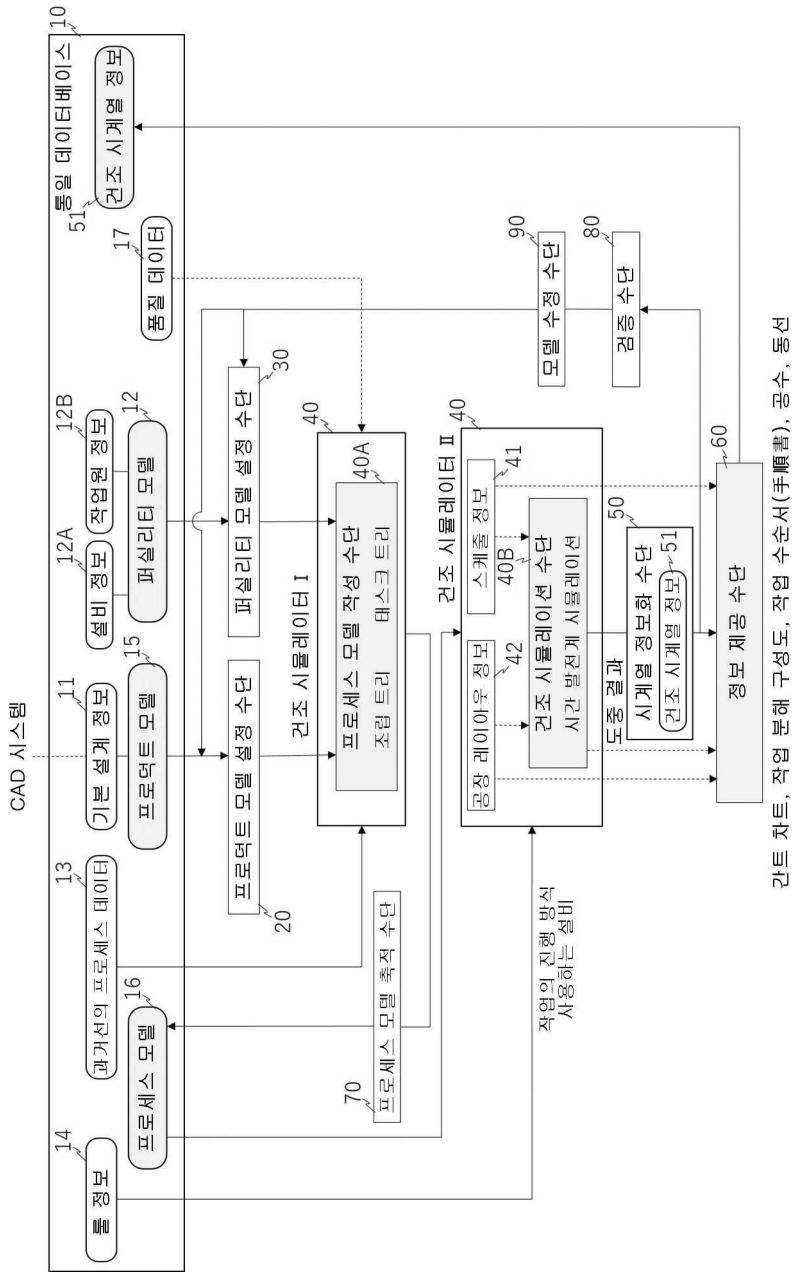 CAD 시스템
10
통일 데이터베이스
14
룰 정보
13
과거선의 프로세스 데이터
11
기본 설계 정보
12A
설비 정보
12B
작업원 정보
51
건조 시계열 정보
16
프로세스 모델
15
프로덕트 모델
12
퍼실리티 모델
17
품질 데이터
20
프로덕트 모델 설정 수단
30
퍼실리티 모델 설정 수단
건조 시뮬레이터 I
40
40A
프로세스 모델 작성 수단
조립 트리 태스크 트리
70
프로세스 모델 축적 수단
90
모델 수정 수단
80
검증 수단
건조 시뮬레이터 II
40
42
공장 레이아웃 정보
41
스케줄 정보
40B
건조 시뮬레이션 수단
시간 발전계 시뮬레이션
작업의 진행 방식
사용하는 설비
도중 결과
50
시계열 정보화 수단
51
건조 시계열 정보
60
정보 제공 수단
간트 차트, 작업 분해 구성도, 작업 수순서(手順書), 공수, 동선